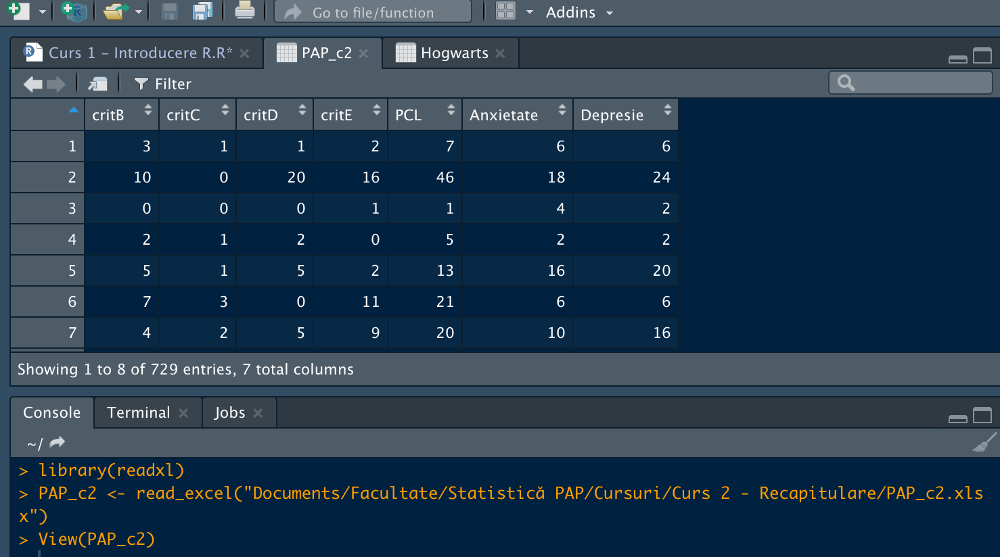 Go to file/function Addins
Curs 1 – Introducere R.R* PAP_c2 Hogwarts
Filter
critB critC critD critE PCL Anxietate Depresie
1 3 1 1 2 7 6 6
2 10 0 20 16 46 18 24
3 0 0 0 1 1 4 2
4 2 1 2 0 5 2 2
5 5 1 5 2 13 16 20
6 7 3 0 11 21 6 6
7 4 2 5 9 20 10 16
Showing 1 to 8 of 729 entries, 7 total columns
Console Terminal Jobs
~/
> library(readxl)
> PAP_c2 <- read_excel("Documents/Facultate/Statistică PAP/Cursuri/Curs 2 - Recapitulare/PAP_c2.xls
x")
> View(PAP_c2)